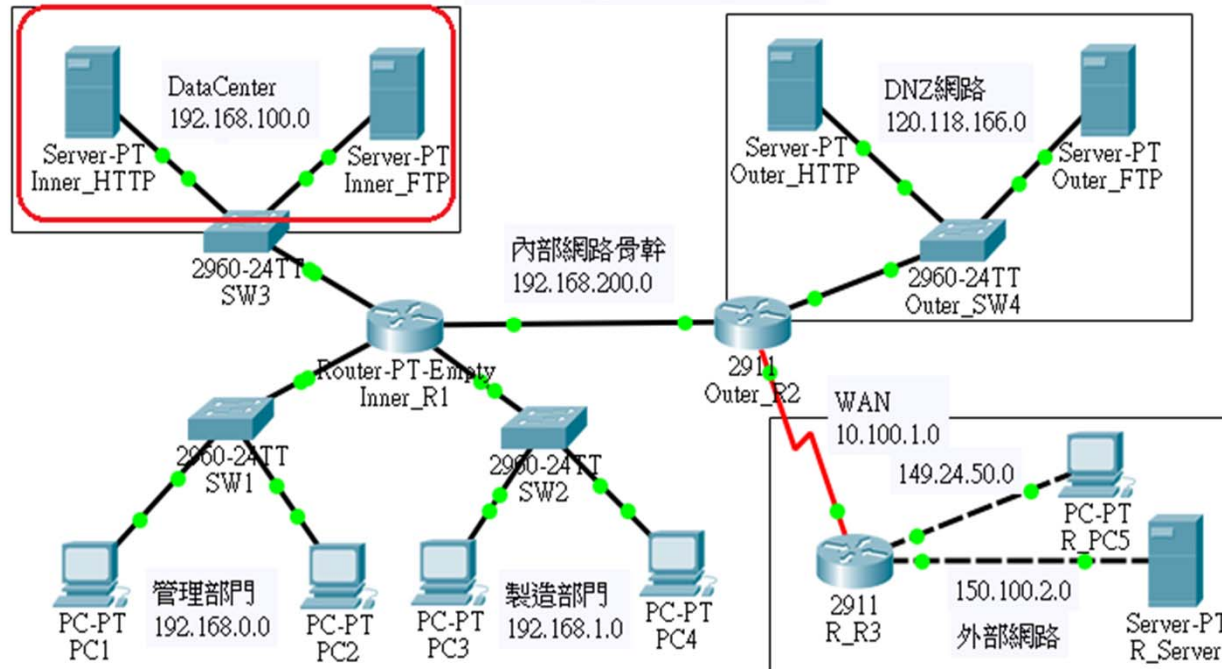 DataCenter
192.168.100.0
Server-PT
Inner_HTTP
Server-PT
Inner_FTP
2960-24TT
SW3
DNZ網路
120.118.166.0
Server-PT
Outer_HTTP
Server-PT
Outer_FTP
2960-24TT
Outer_SW4
內部網路骨幹
192.168.200.0
Router-PT-Empty
Inner_R1
2911
Outer_R2
2960-24TT
SW1
2960-24TT
SW2
PC-PT
PC1
管理部門
192.168.0.0
PC-PT
PC2
PC-PT
PC3
製造部門
192.168.1.0
PC-PT
PC4
WAN
10.100.1.0
149.24.50.0
PC-PT
R_PC5
2911
R_R3
150.100.2.0
外部網路
Server-PT
R_Server